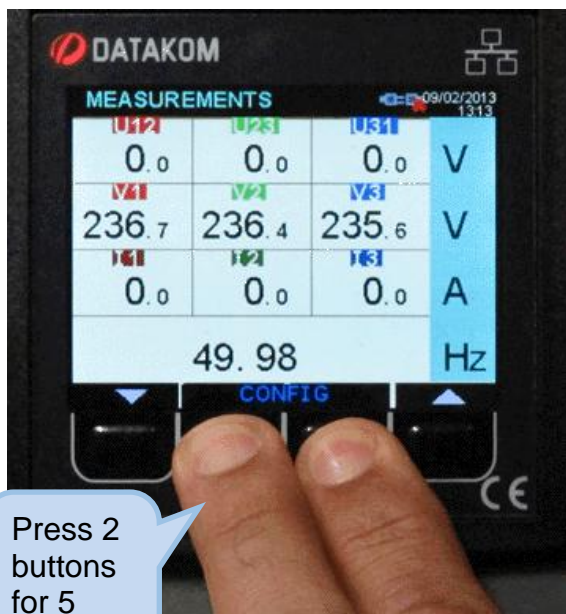 DATAKOM
MEASUREMENTS 09/02/2013
13:13
U12 U23 U31
0.0 0.0 0.0 V
V1 V2 V3
236.7 236.4 235.6 V
I1 I2 I3
0.0 0.0 0.0 A
49.98 Hz
CONFIG
CE
Press 2
buttons
for 5